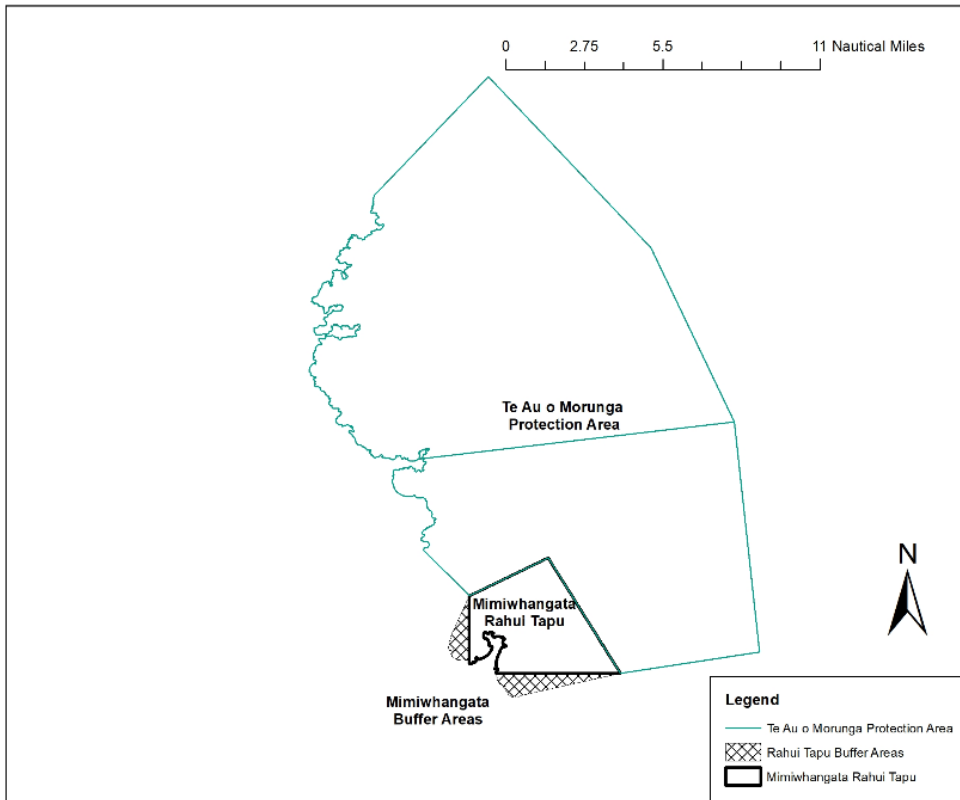 0 2.75 5.5 11 Nautical Miles
Te Au o Morunga
Protection Area
N
Mimiwhangata
Rahui Tapu
Mimiwhangata
Buffer Areas
Legend
Te Au o Morunga Protection Area
Rahui Tapu Buffer Areas
Mimiwhangata Rahui Tapu